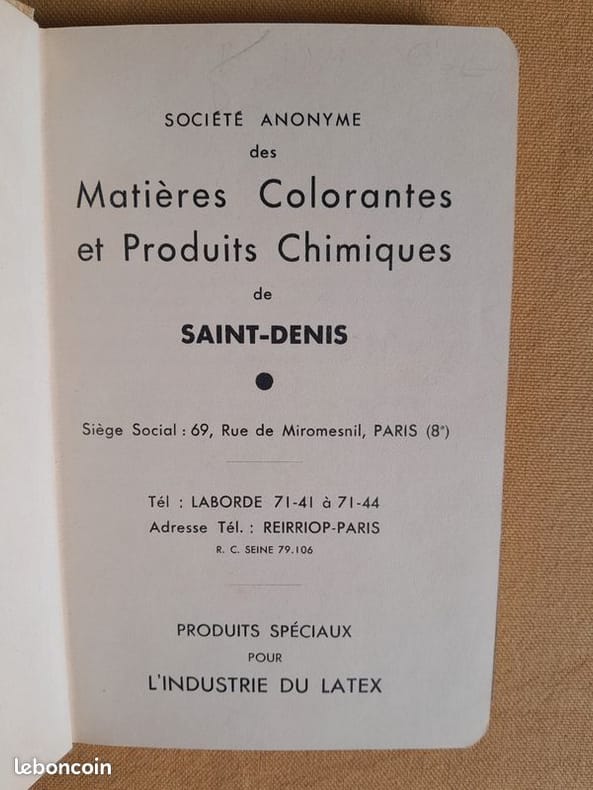 SOCIÉTÉ ANONYME
des
Matières Colorantes
et Produits Chimiques
de
SAINT-DENIS
Siège Social : 69, Rue de Miromesnil, PARIS (8ᵉ)
Tél : LABORDE 71-41 à 71-44
Adresse Tél. : REIRRIOP-PARIS
R. C. SEINE 79.106
PRODUITS SPÉCIAUX
POUR
L'INDUSTRIE DU LATEX
leboncoin